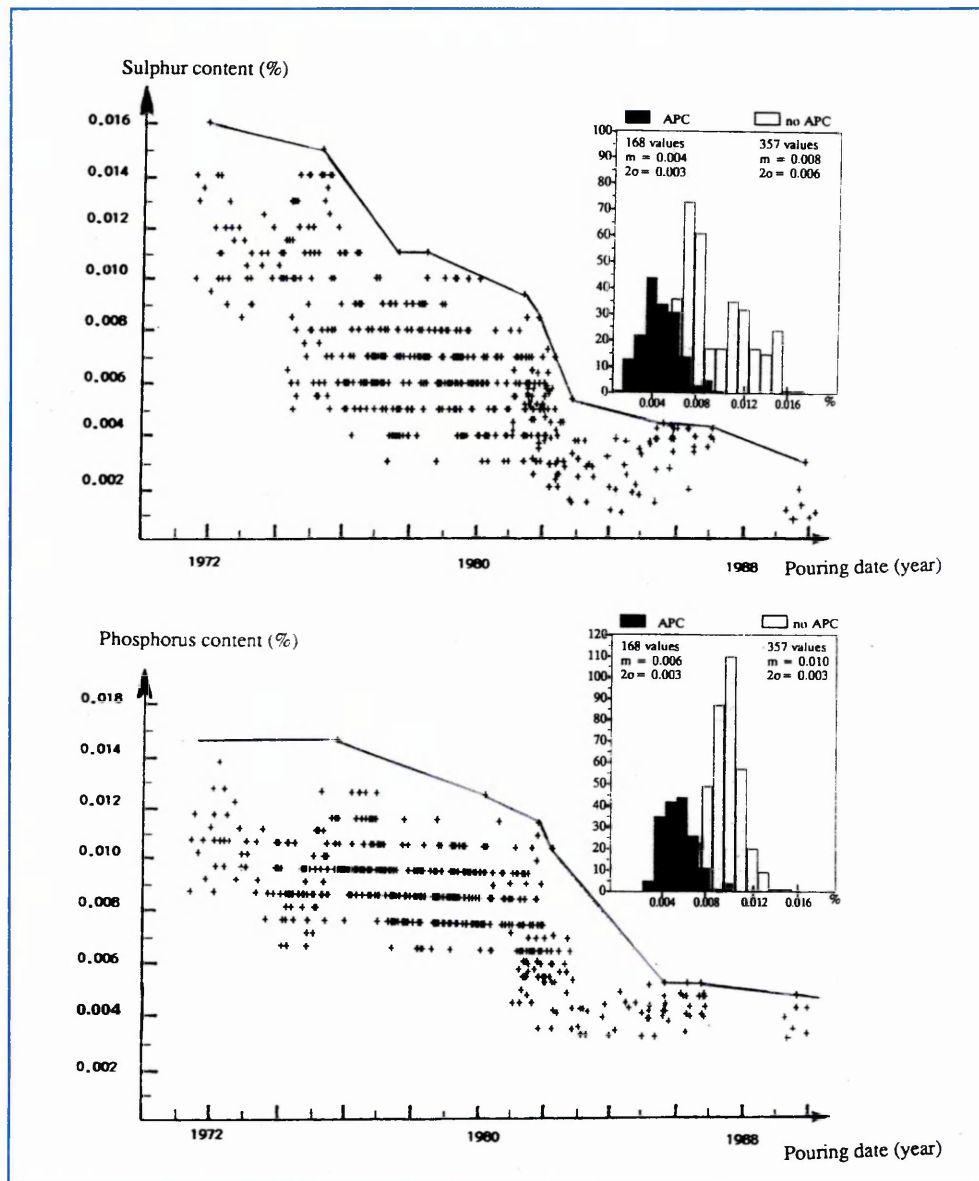 Sulphur content (%)
0.016
0.014
0.012
0.010
0.008
0.006
0.004
0.002
1972
1980
1988
Pouring date (year)
APC
no APC
168 values
m = 0.004
2σ = 0.003
357 values
m = 0.008
2σ = 0.006
100
90
80
70
60
50
40
30
20
10
0
0.004
0.008
0.012
0.016
%
Phosphorus content (%)
0.018
0.014
0.012
0.010
0.008
0.006
0.004
0.002
1972
1980
1988
Pouring date (year)
APC
no APC
168 values
m = 0.006
2σ = 0.003
357 values
m = 0.010
2σ = 0.003
120
110
100
90
80
70
60
50
40
30
20
10
0
0.004
0.008
0.012
0.016
%